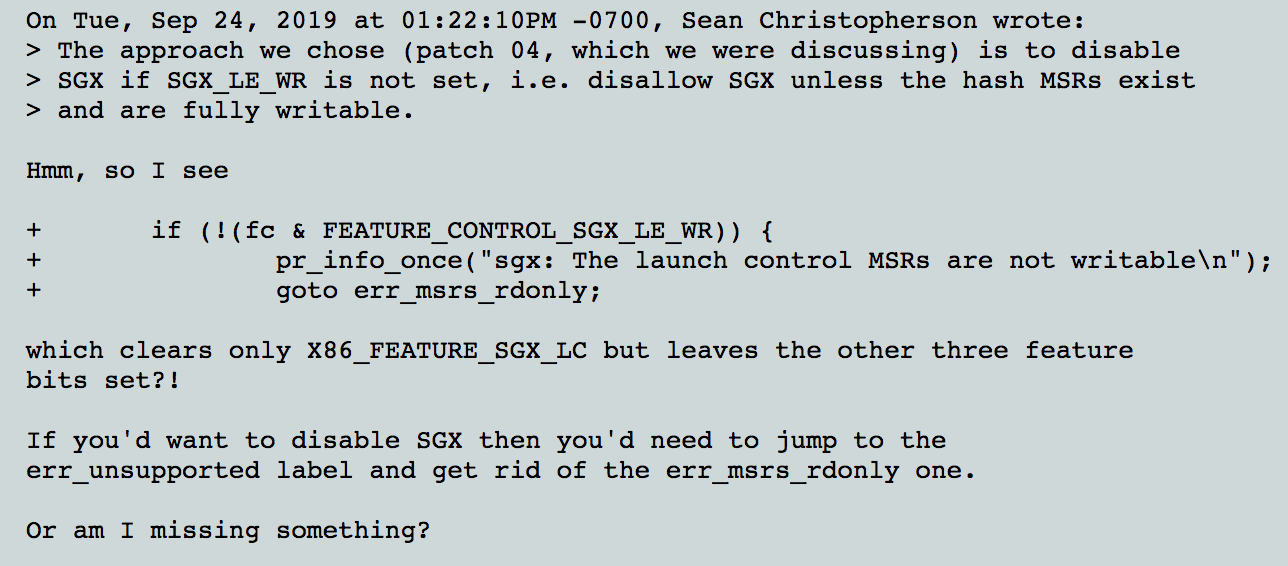 On Tue, Sep 24, 2019 at 01:22:10PM -0700, Sean Christopherson wrote:
> The approach we chose (patch 04, which we were discussing) is to disable
> SGX if SGX_LE_WR is not set, i.e. disallow SGX unless the hash MSRs exist
> and are fully writable.

Hmm, so I see

+       if (!(fc & FEATURE_CONTROL_SGX_LE_WR)) {
+               pr_info_once("sgx: The launch control MSRs are not writable\n");
+               goto err_msrs_rdonly;

which clears only X86_FEATURE_SGX_LC but leaves the other three feature
bits set?!

If you'd want to disable SGX then you'd need to jump to the
err_unsupported label and get rid of the err_msrs_rdonly one.

Or am I missing something?